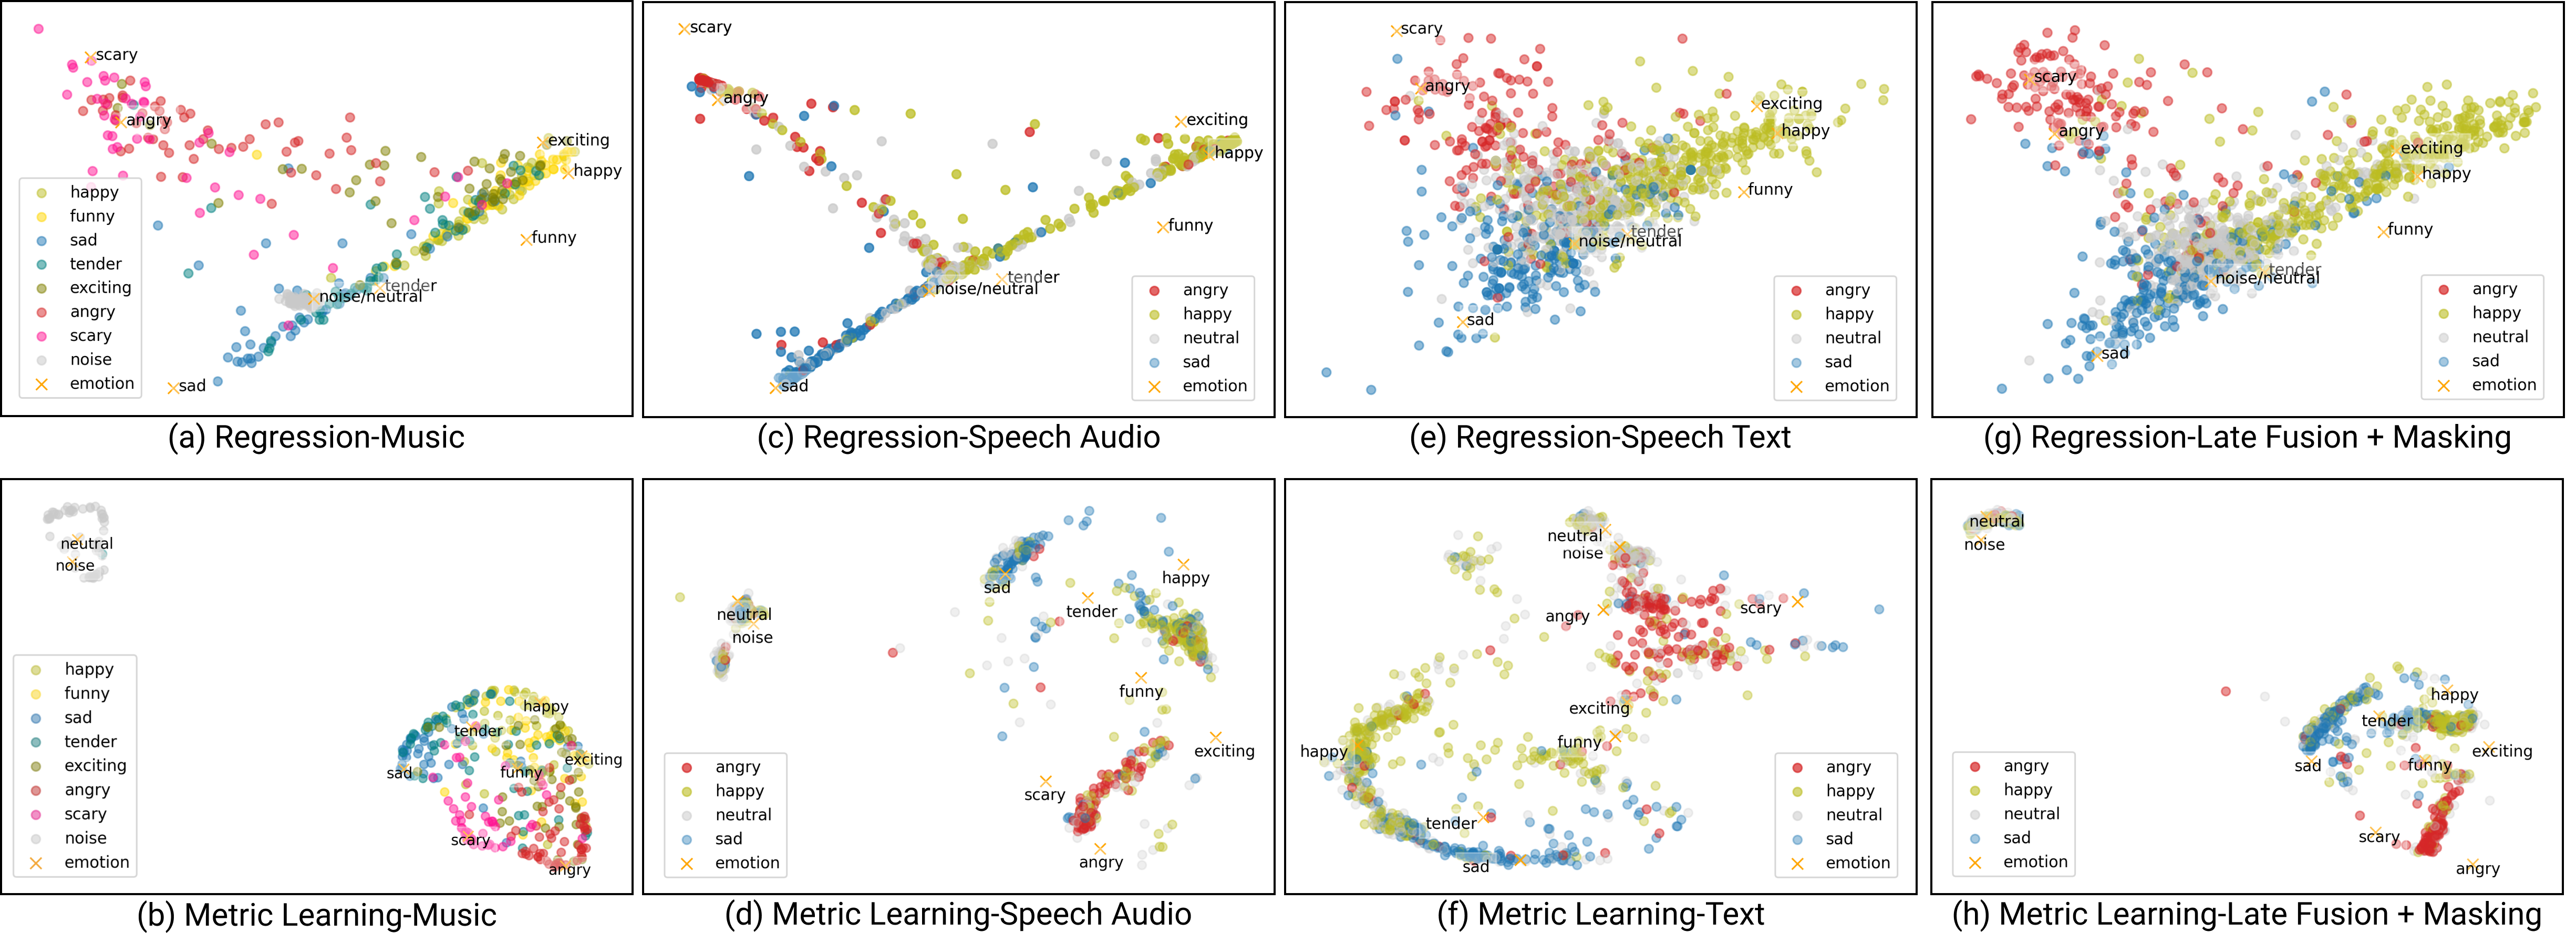 scary
angry
exciting
happy
funny
tender
noise/neutral
sad
happy
funny
sad
tender
exciting
angry
scary
noise
emotion
(a) Regression-Music
scary
angry
exciting
happy
funny
tender
noise/neutral
sad
angry
happy
neutral
sad
emotion
(c) Regression-Speech Audio
scary
angry
exciting
happy
funny
tender
noise/neutral
sad
angry
happy
neutral
sad
emotion
(e) Regression-Speech Text
scary
angry
exciting
happy
funny
tender
noise/neutral
sad
angry
happy
neutral
sad
emotion
(g) Regression-Late Fusion + Masking
neutral
noise
happy
tender
exciting
sad
funny
scary
angry
happy
funny
sad
tender
exciting
angry
scary
noise
emotion
(b) Metric Learning-Music
sad
happy
tender
neutral
noise
funny
exciting
scary
angry
angry
happy
neutral
sad
emotion
(d) Metric Learning-Speech Audio
neutral
noise
angry
scary
exciting
funny
happy
tender
sad
angry
happy
neutral
sad
emotion
(f) Metric Learning-Text
neutral
noise
happy
tender
exciting
sad
funny
scary
angry
angry
happy
neutral
sad
emotion
(h) Metric Learning-Late Fusion + Masking